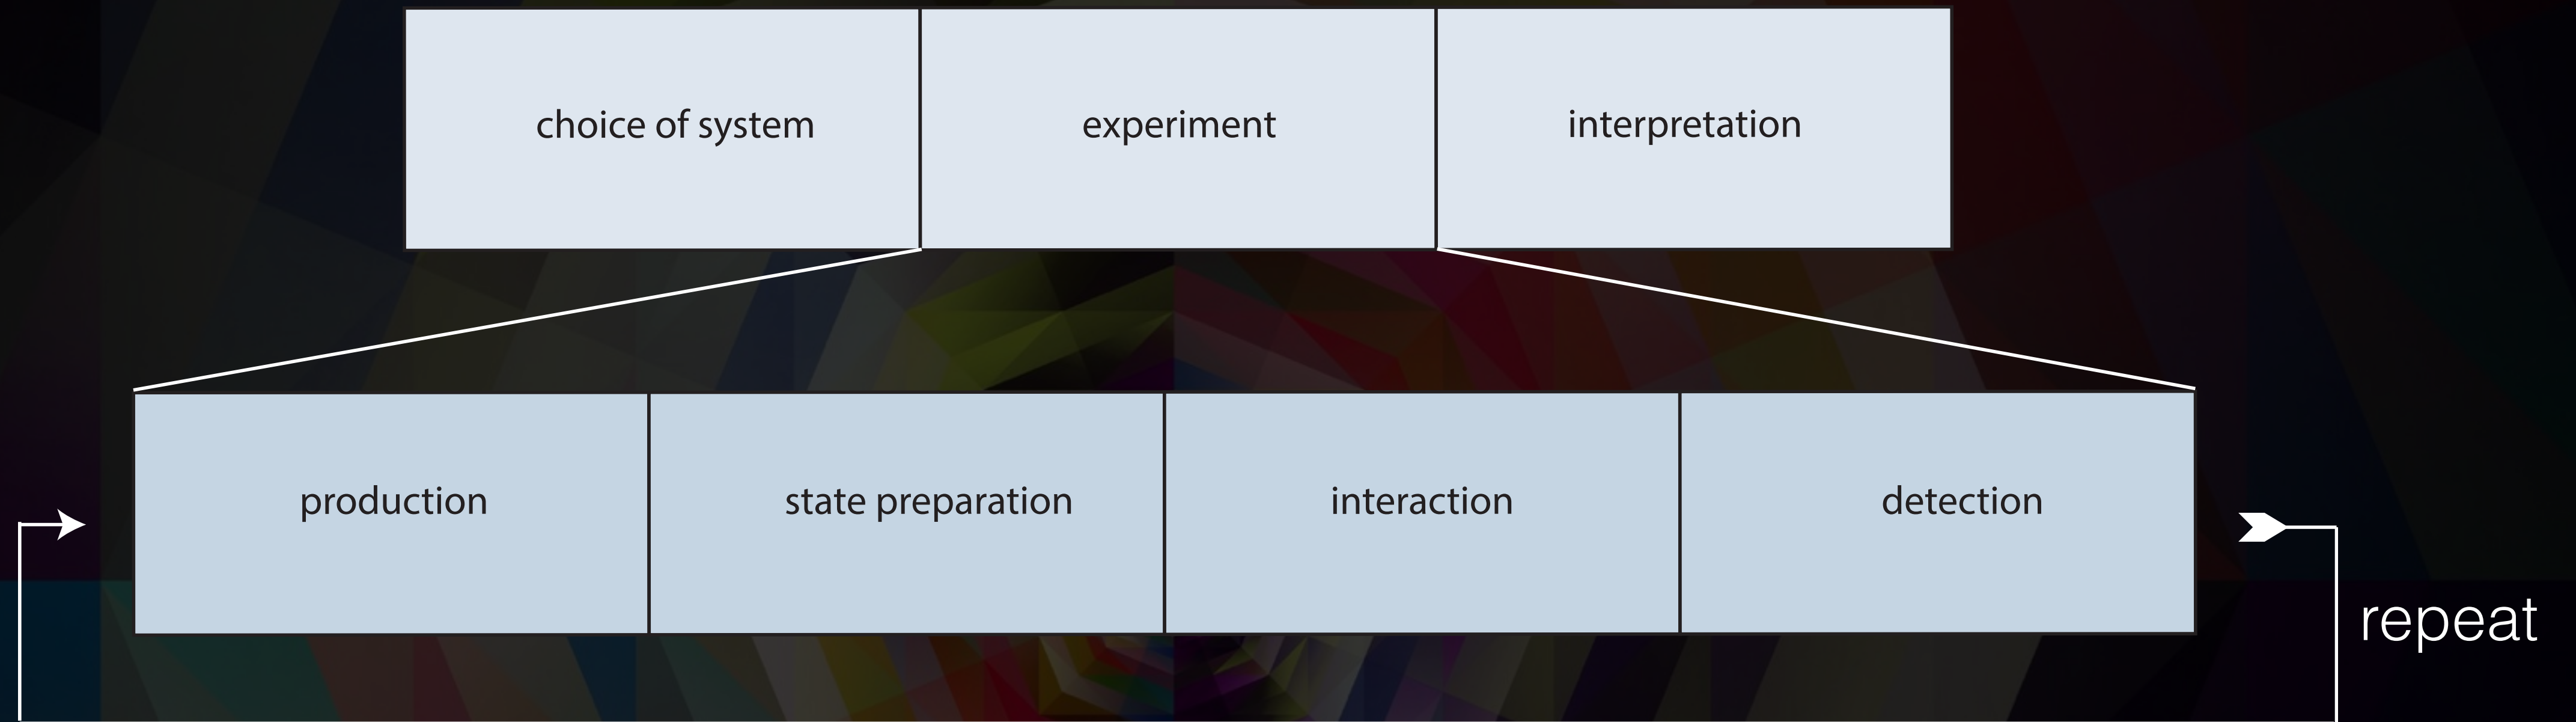 choice of system
experiment
interpretation
production
state preparation
interaction
detection
repeat